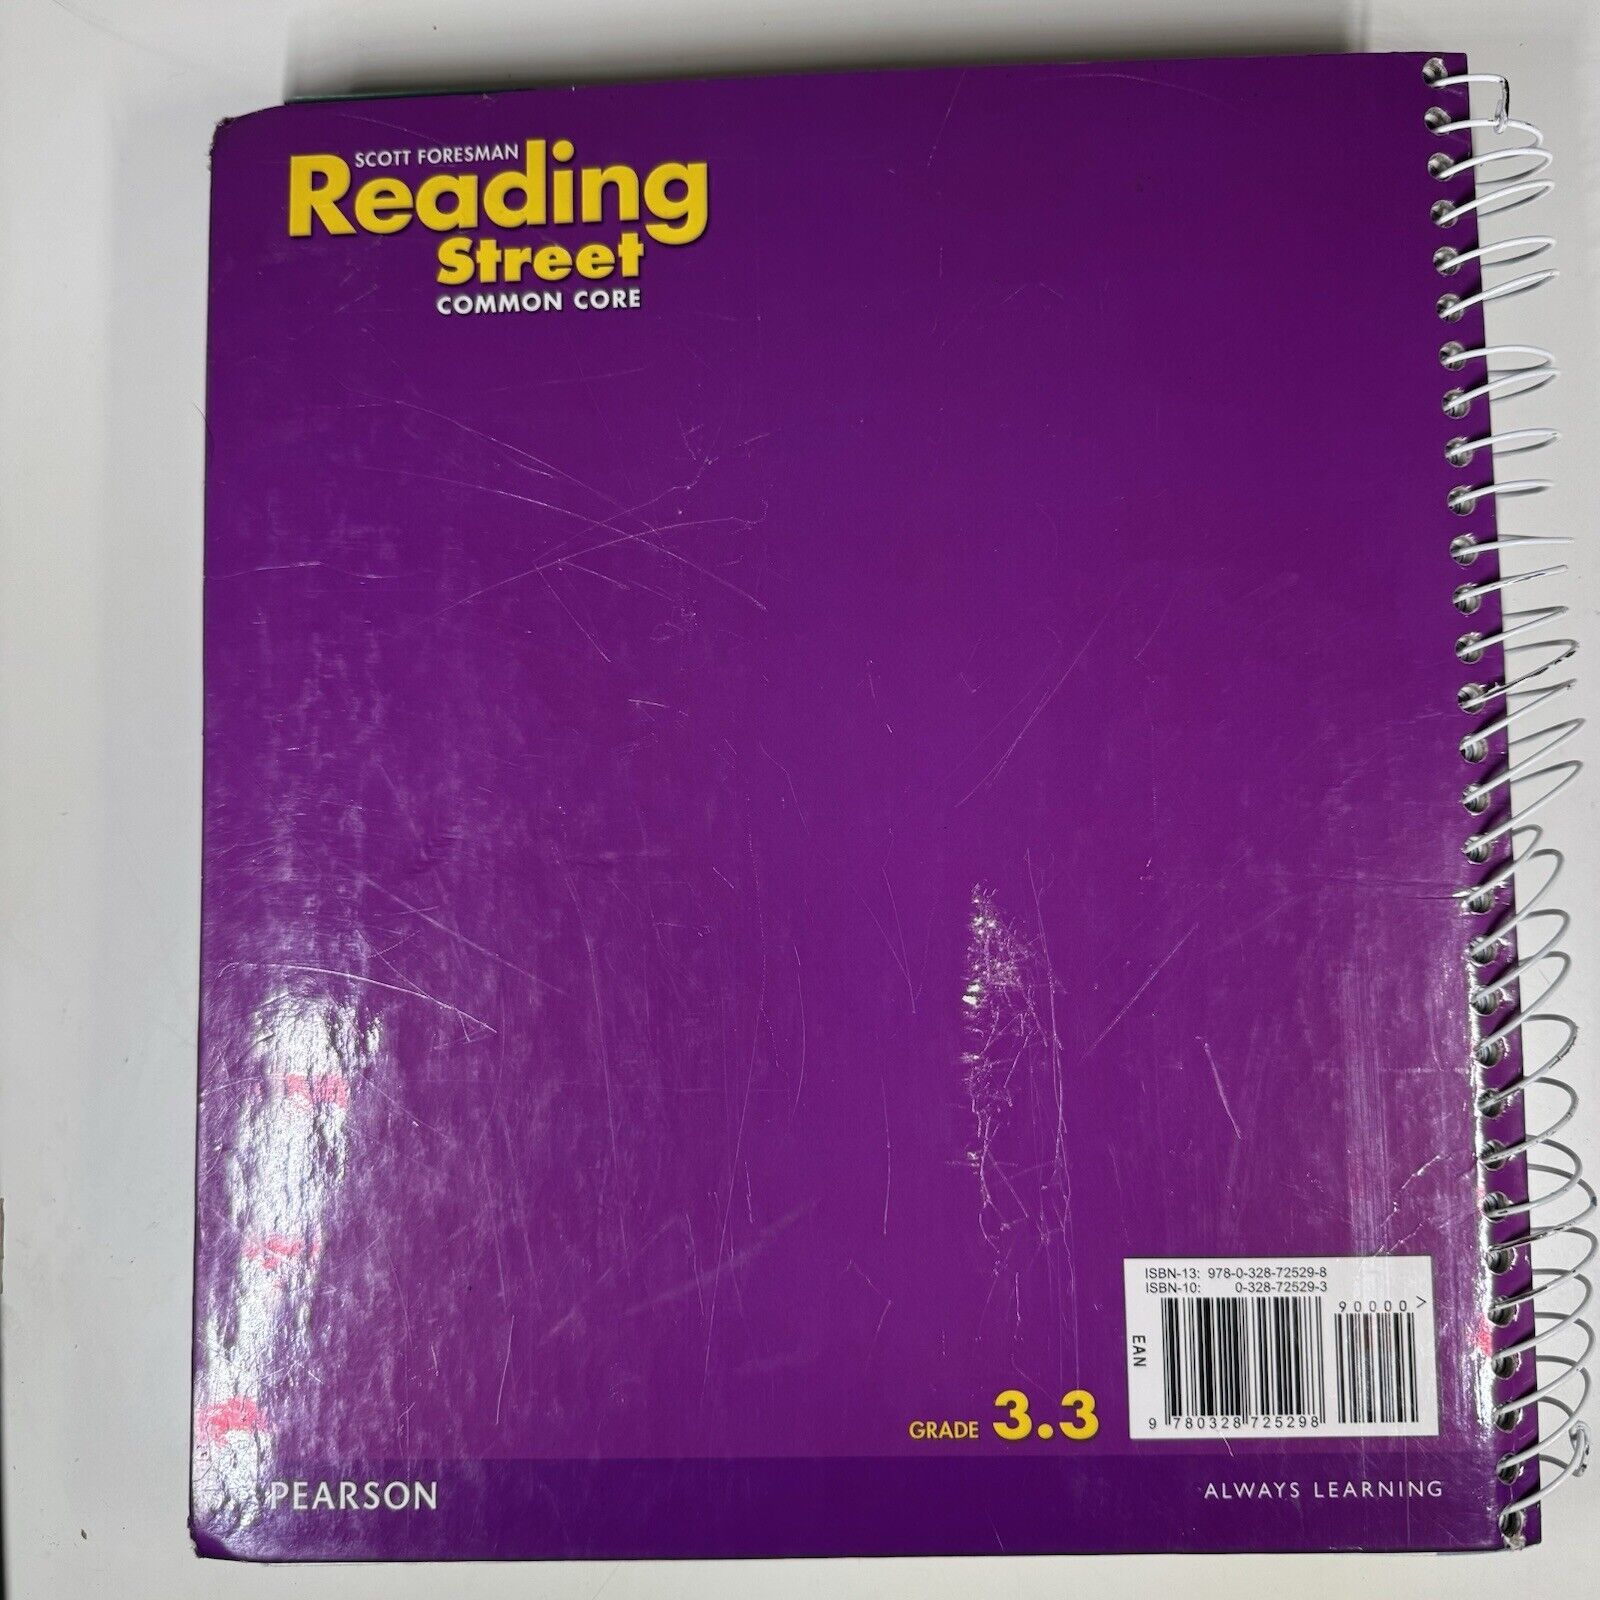 SCOTT FORESMAN
Reading
Street
COMMON CORE
ISBN-13: 978-0-328-72529-8
ISBN-10: 0-328-72529-3
90000>
EAN
9 780328 725298
GRADE 3.3
PEARSON
ALWAYS LEARNING